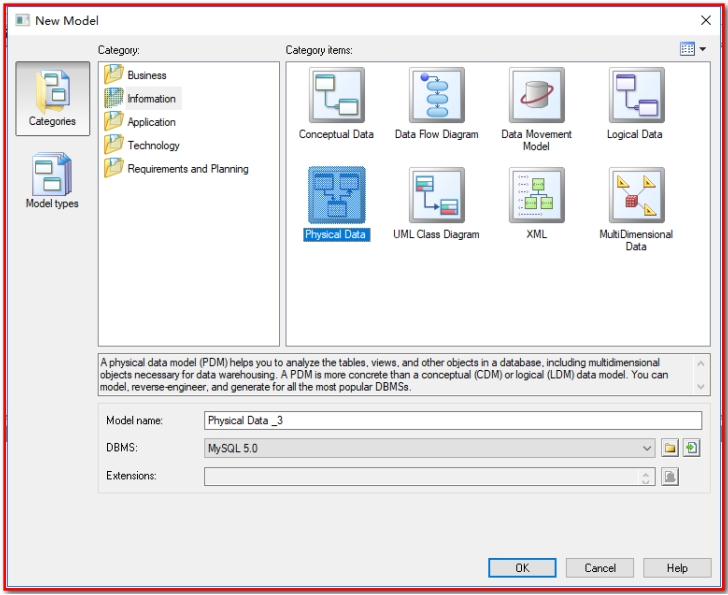 New Model
Category:
Category items:
Categories
Model types
Business
Information
Application
Technology
Requirements and Planning
Conceptual Data
Data Flow Diagram
Data Movement
Model
Logical Data
Physical Data
UML Class Diagram
XML
MultiDimensional
Data
A physical data model (PDM) helps you to analyze the tables, views, and other objects in a database, including multidimensional
objects necessary for data warehousing. A PDM is more concrete than a conceptual (CDM) or logical (LDM) data model. You can
model, reverse-engineer, and generate for all the most popular DBMSs.
Model name:
Physical Data _3
DBMS:
MySQL 5.0
Extensions:
OK
Cancel
Help